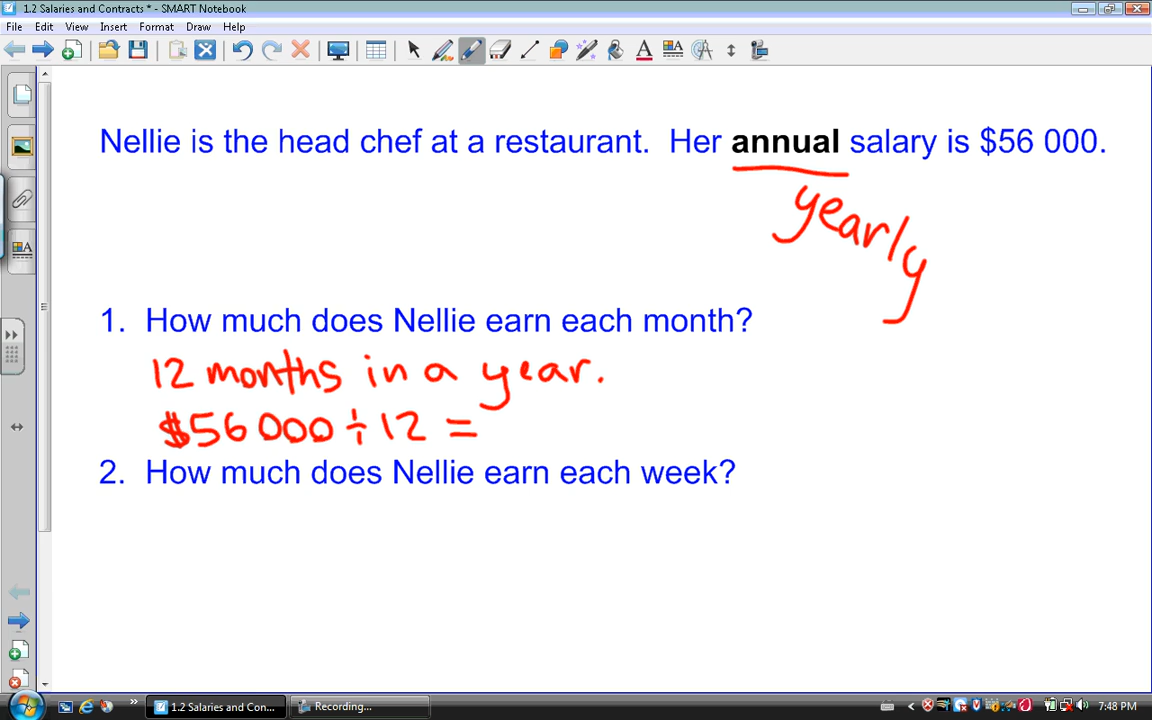 1.2 Salaries and Contracts * - SMART Notebook
File Edit View Insert Format Draw Help
Nellie is the head chef at a restaurant. Her annual salary is $56 000.
yearly
1. How much does Nellie earn each month?
12 months in a year.
$56 000 ÷ 12 =
2. How much does Nellie earn each week?
1.2 Salaries and Con... Recording... 7:48 PM